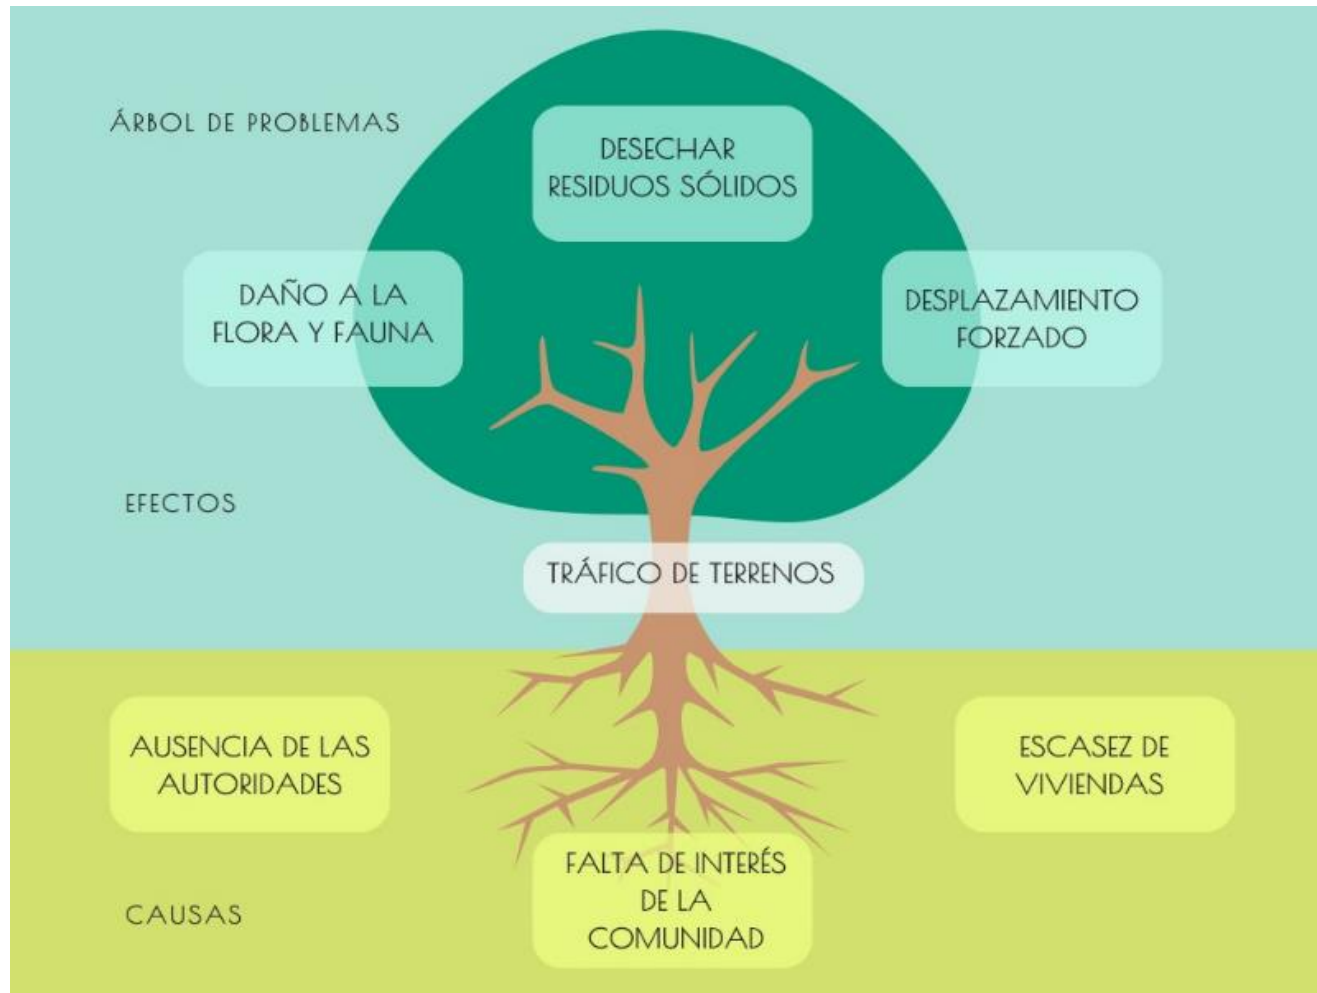 ÁRBOL DE PROBLEMAS
DESECHAR
RESIDUOS SÓLIDOS
DAÑO A LA
FLORA Y FAUNA
DESPLAZAMIENTO
FORZADO
EFECTOS
TRÁFICO DE TERRENOS
AUSENCIA DE LAS
AUTORIDADES
ESCASEZ DE
VIVIENDAS
FALTA DE INTERÉS
DE LA
COMUNIDAD
CAUSAS